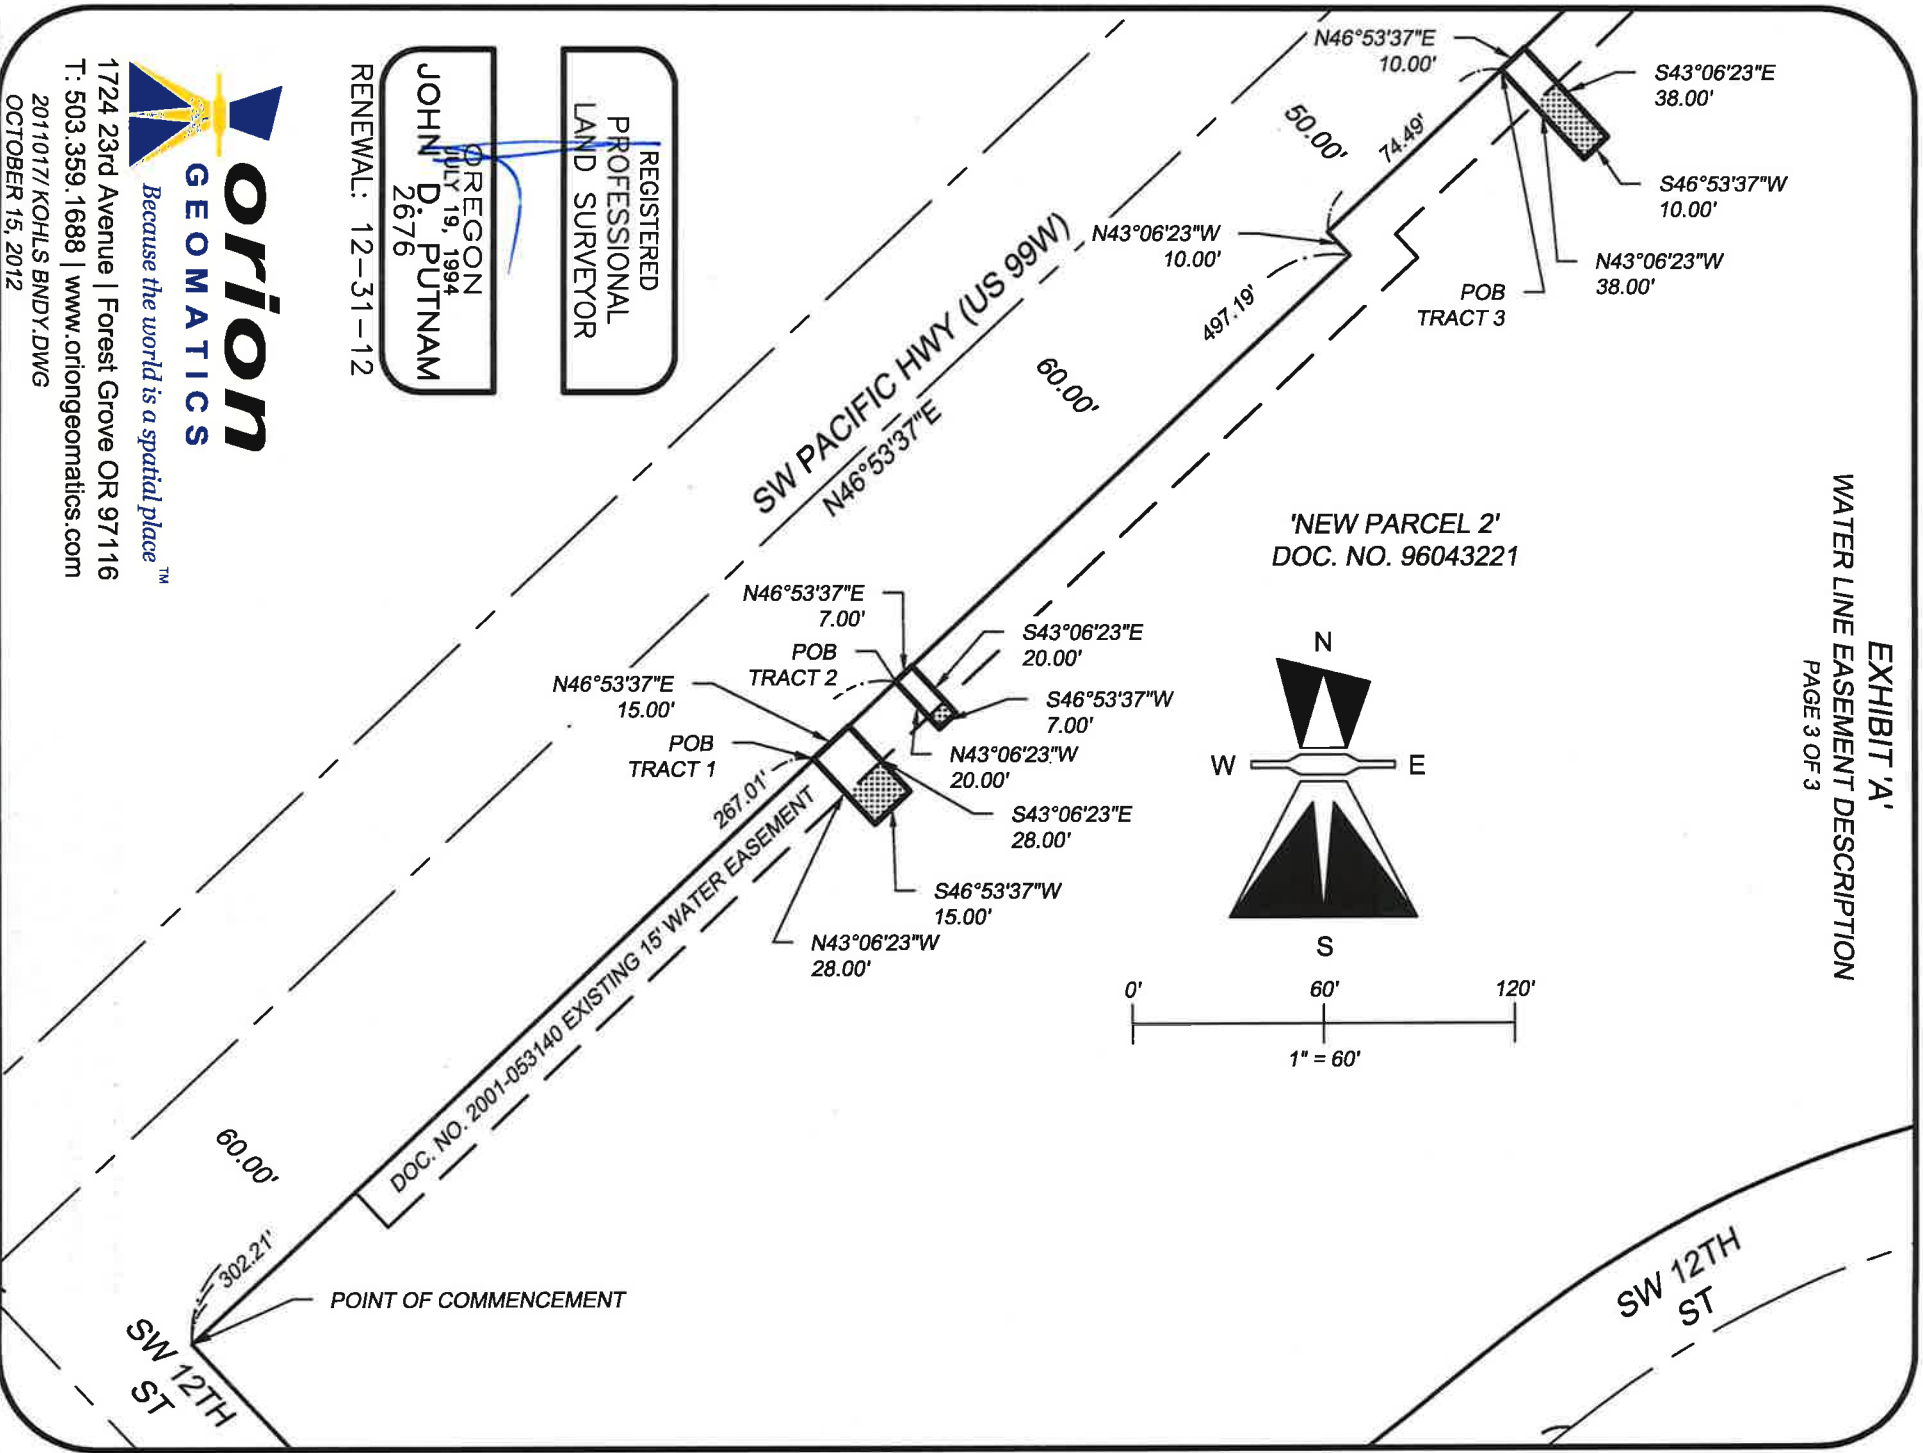 EXHIBIT 'A'
WATER LINE EASEMENT DESCRIPTION
PAGE 3 OF 3
N46°53'37"E
10.00'
S43°06'23"E
38.00'
S46°53'37"W
10.00'
N43°06'23"W
38.00'
POB
TRACT 3
50.00'
74.49'
N43°06'23"W
10.00'
497.19'
60.00'
SW PACIFIC HWY (US 99W)
N46°53'37"E
'NEW PARCEL 2'
DOC. NO. 96043221
N46°53'37"E
7.00'
POB
TRACT 2
S43°06'23"E
20.00'
S46°53'37"W
7.00'
N43°06'23"W
20.00'
N46°53'37"E
15.00'
POB
TRACT 1
S43°06'23"E
28.00'
S46°53'37"W
15.00'
N43°06'23"W
28.00'
267.01'
DOC. NO. 2001-053140 EXISTING 15' WATER EASEMENT
60.00'
302.21'
POINT OF COMMENCEMENT
SW 12TH
ST
SW 12TH
ST
N
W
E
S
0'
60'
120'
1" = 60'
REGISTERED
PROFESSIONAL
LAND SURVEYOR
OREGON
JULY 19, 1994
JOHN D. PUTNAM
2676
RENEWAL: 12-31-12
orion
GEOMATICS
Because the world is a spatial place™
1724 23rd Avenue | Forest Grove OR 97116
T: 503.359.1688 | www.oriongeomatics.com
2011017/ KOHLS BNDY.DWG
OCTOBER 15, 2012